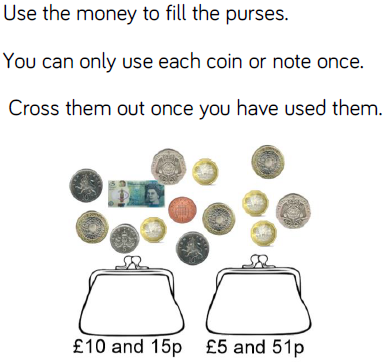 Use the money to fill the purses.
You can only use each coin or note once.
Cross them out once you have used them.
£10 and 15p £5 and 51p